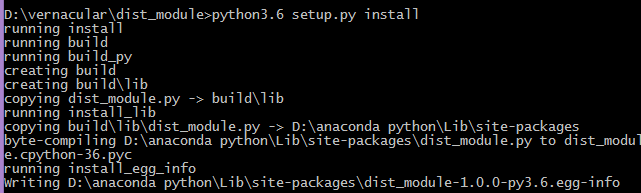 D:\vernacular\dist_module>python3.6 setup.py install
running install
running build
running build_py
creating build
creating build\lib
copying dist_module.py -> build\lib
running install_lib
copying build\lib\dist_module.py -> D:\anaconda python\Lib\site-packages
byte-compiling D:\anaconda python\Lib\site-packages\dist_module.py to dist_modul
e.cpython-36.pyc
running install_egg_info
Writing D:\anaconda python\Lib\site-packages\dist_module-1.0.0-py3.6.egg-info